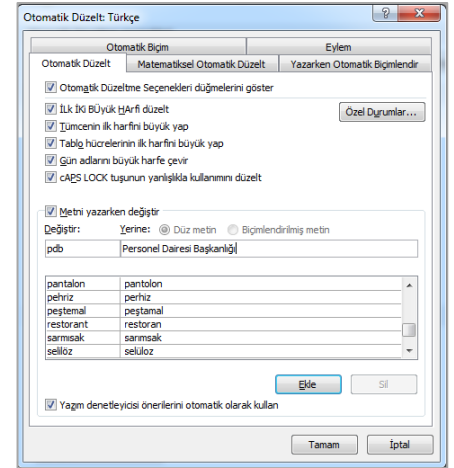 Otomatik Düzelt: Türkçe
Otomatik Biçim Eylem
Otomatik Düzelt Matematiksel Otomatik Düzelt Yazarken Otomatik Biçimlendir
Otomatik Düzeltme Seçenekleri düğmelerini göster
İLk İKi BÜyük HArfi düzelt Özel Durumlar...
Tümcenin ilk harfini büyük yap
Tablo hücrelerinin ilk harfini büyük yap
Gün adlarını büyük harfe çevir
cAPS LOCK tuşunun yanlışlıkla kullanımını düzelt
Metni yazarken değiştir
Değiştir: Yerine: Düz metin Biçimlendirilmiş metin
pdb Personel Dairesi Başkanlığı
pantalon pantolon
pehriz perhiz
peştemal peştamal
restorant restoran
sarmsak sarmsak
selilöz selüloz
Ekle Sil
Yazım denetleyicisi önerilerini otomatik olarak kullan
Tamam İptal